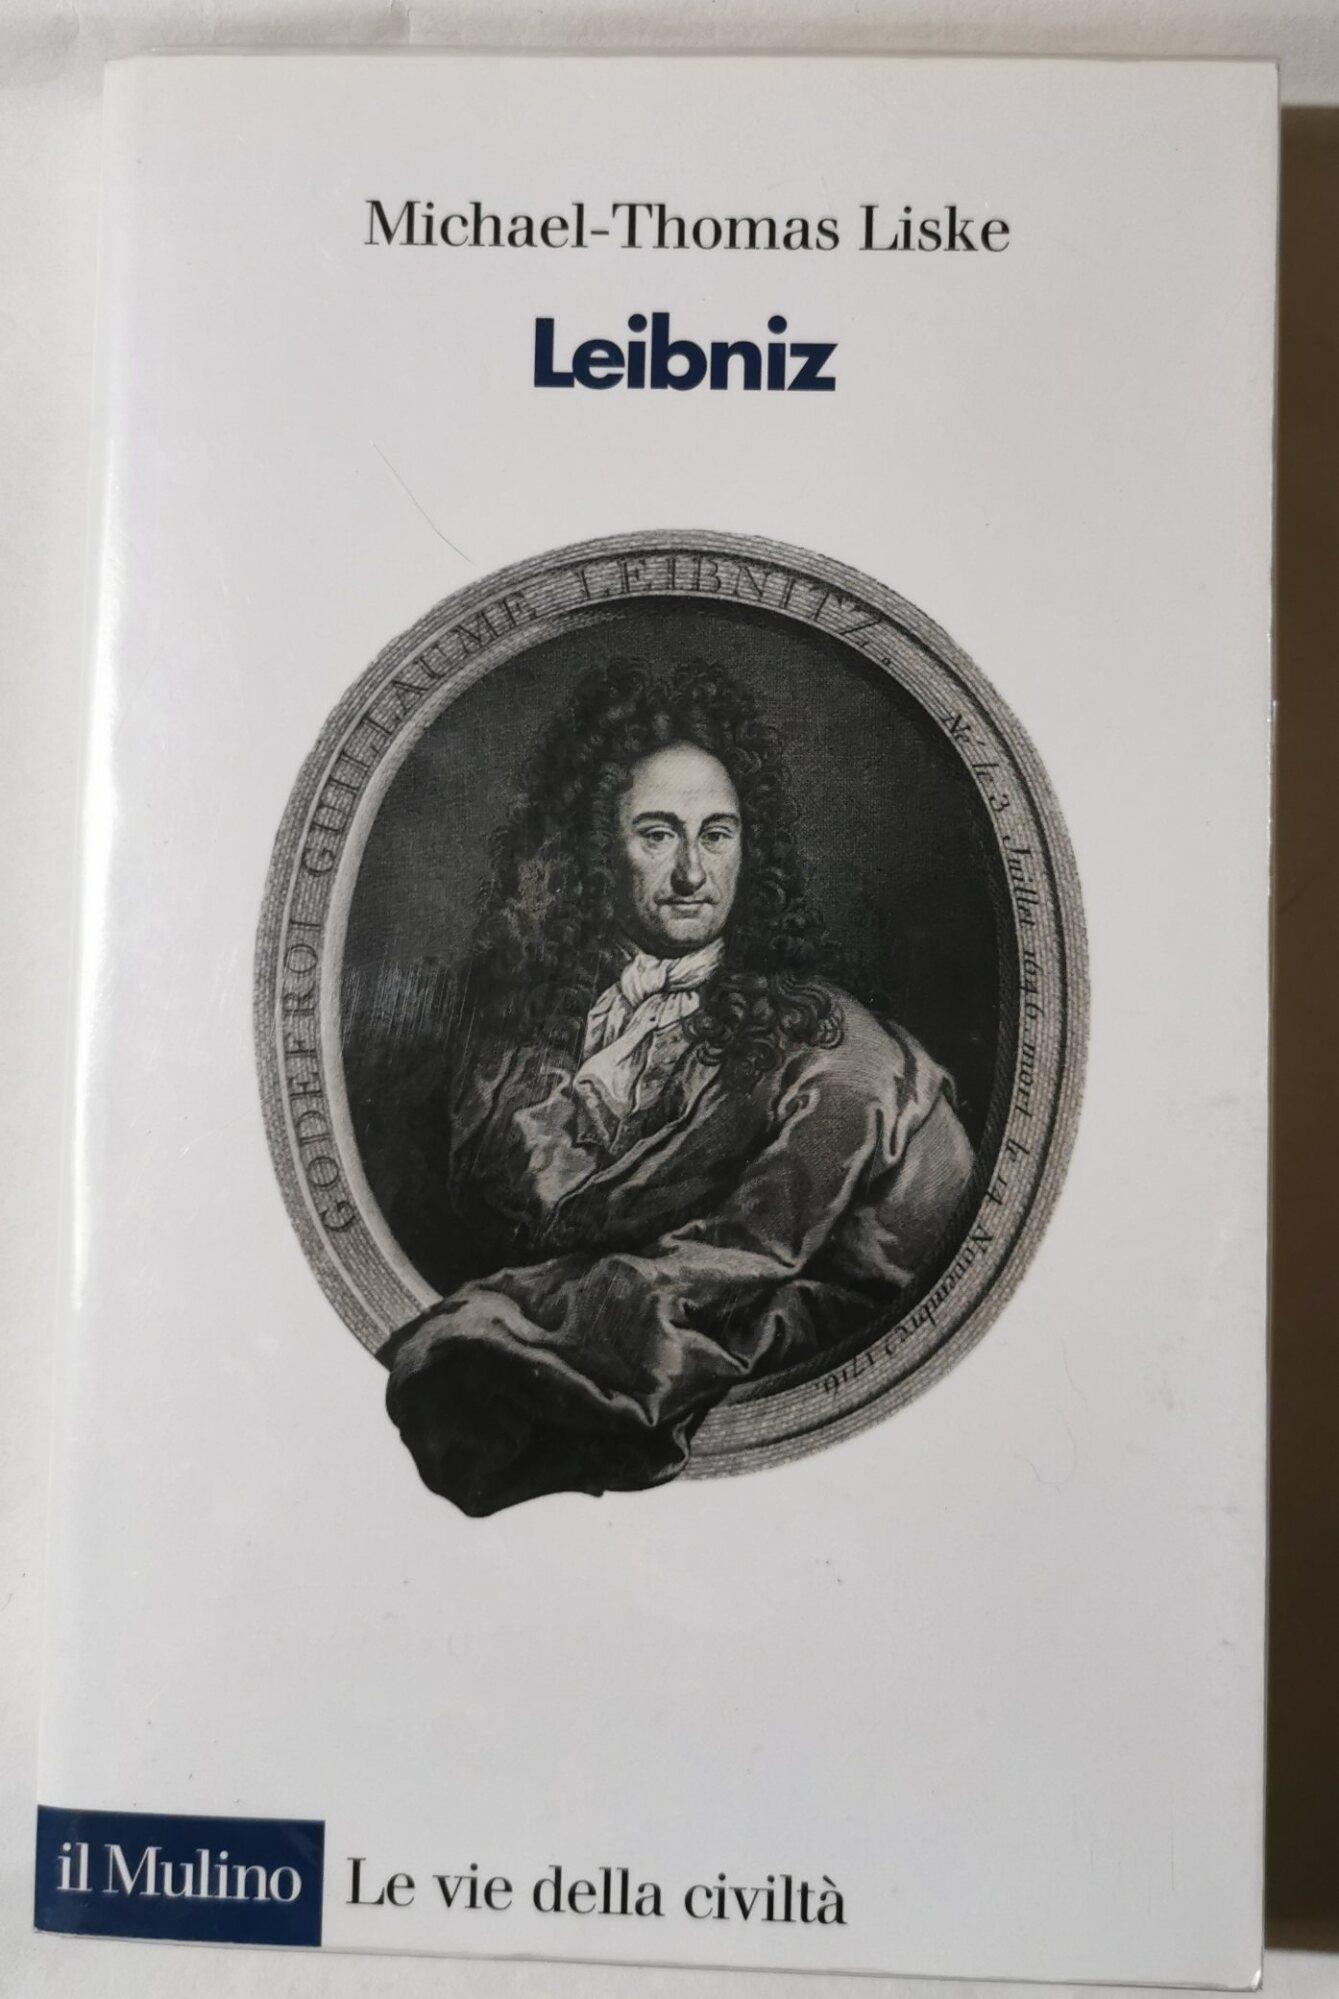 Michael-Thomas Liske
Leibniz
GODEFROI GUILLAUME LEIBNITZ.
Né le 3 Juillet 1646. mort le 14 Novembre 1716.
il Mulino
Le vie della civiltà